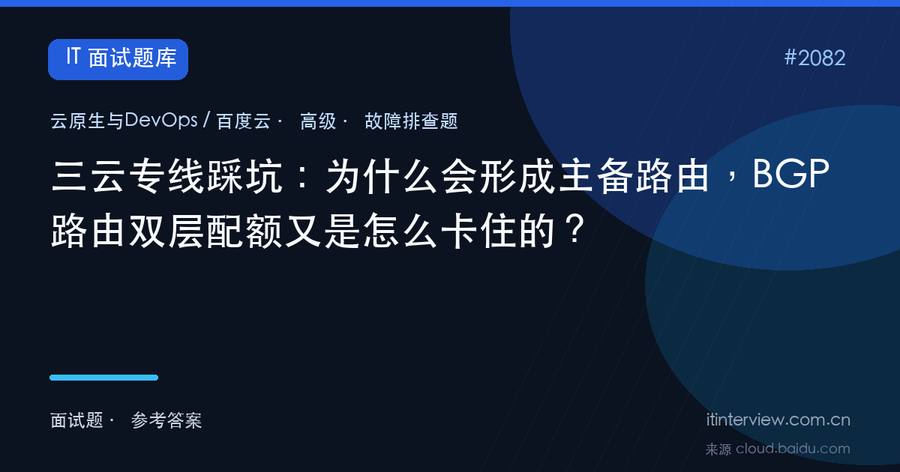 IT 面试题库
#2082
云原生与DevOps / 百度云 · 高级 · 故障排查题
三云专线踩坑：为什么会形成主备路由，BGP
路由双层配额又是怎么卡住的？
面试题 · 参考答案
itinterview.com.cn
来源 cloud.baidu.com